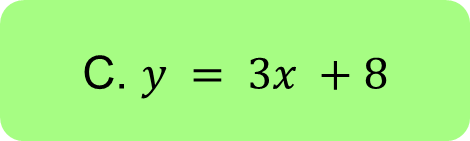 C. y = 3x + 8